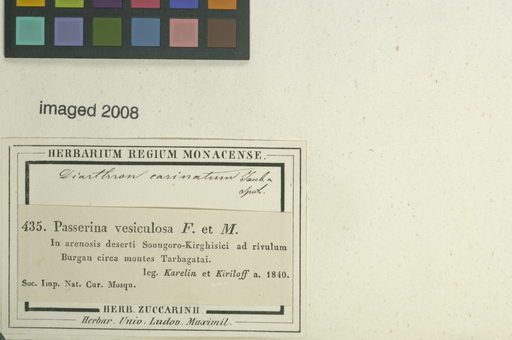 imaged 2008
HERBARIUM REGIUM MONACENSE.
Diarthron carinatum Jaub. &
Spach.
435. Passerina vesiculosa F. et M.
In arenosis deserti Soongoro-Kirghisici ad rivulum
Burgan circa montes Tarbagatai.
leg. Karelin et Kiriloff a. 1840.
Soc. Imp. Nat. Cur. Mosqu.
HERB. ZUCCARINII
Herbar. Univ. Ludov. Maximil.